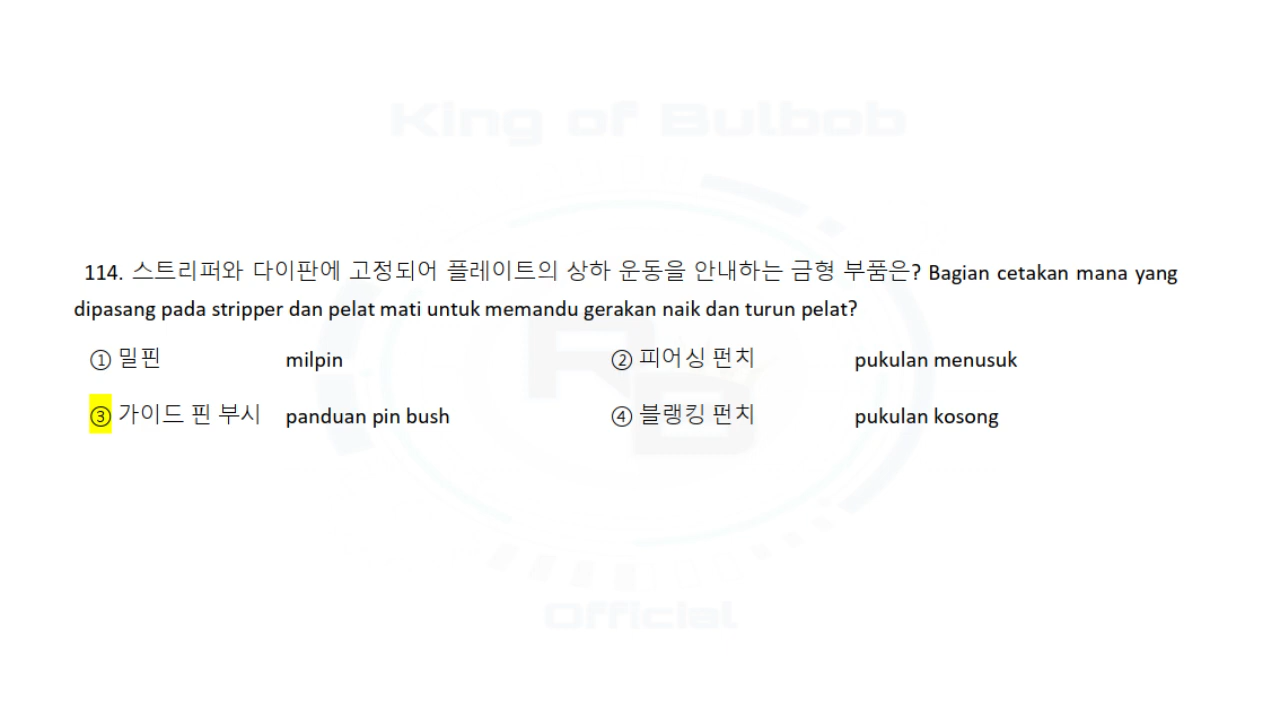 King of Bulbob
114. 스트리퍼와 다이판에 고정되어 플레이트의 상하 운동을 안내하는 금형 부품은? Bagian cetakan mana yang
dipasang pada stripper dan pelat mati untuk memandu gerakan naik dan turun pelat?
① 밀핀 milpin ② 피어싱 펀치 pukulan menusuk
③ 가이드 핀 부시 panduan pin bush ④ 블랭킹 펀치 pukulan kosong
Official